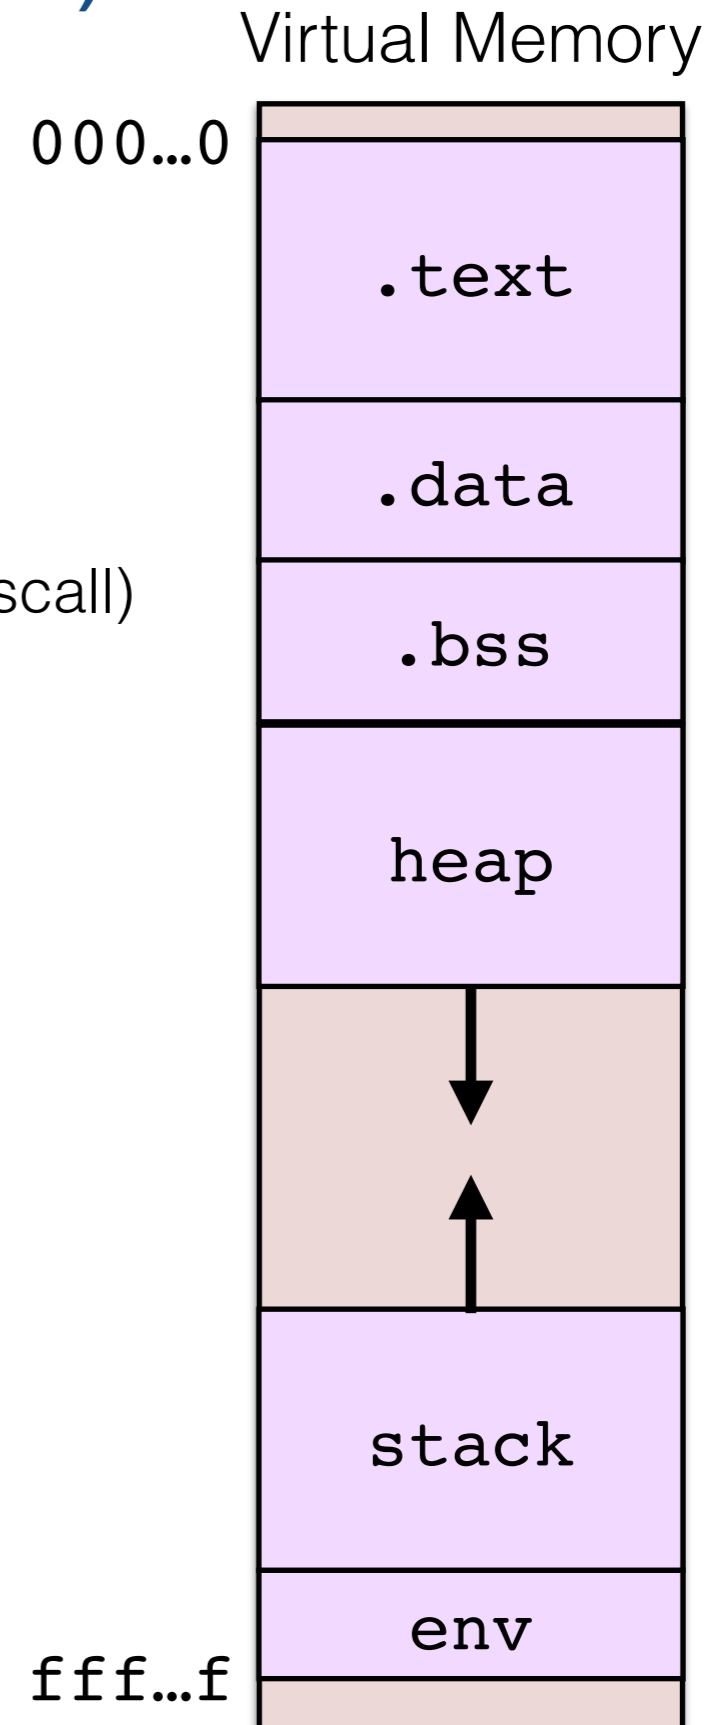 Virtual Memory
000…0
.text
.data
scall)
.bss
heap
stack
env
fff…f